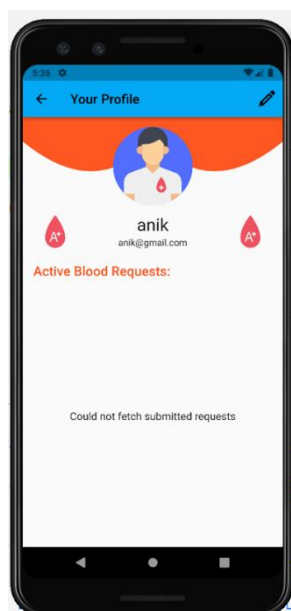 5:36
Your Profile
A+
anik
A+
anik@gmail.com
Active Blood Requests:
Could not fetch submitted requests